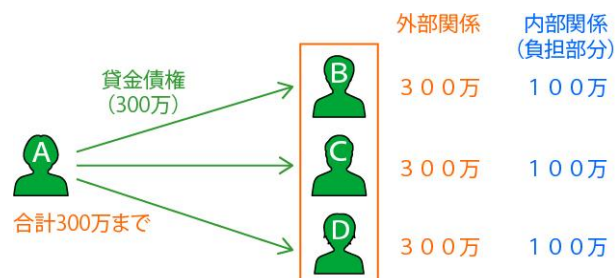 外部関係
内部関係
(負担部分)
貸金債権
(300万)
A
合計300万まで
B
３００万
１００万
C
３００万
１００万
D
３００万
１００万